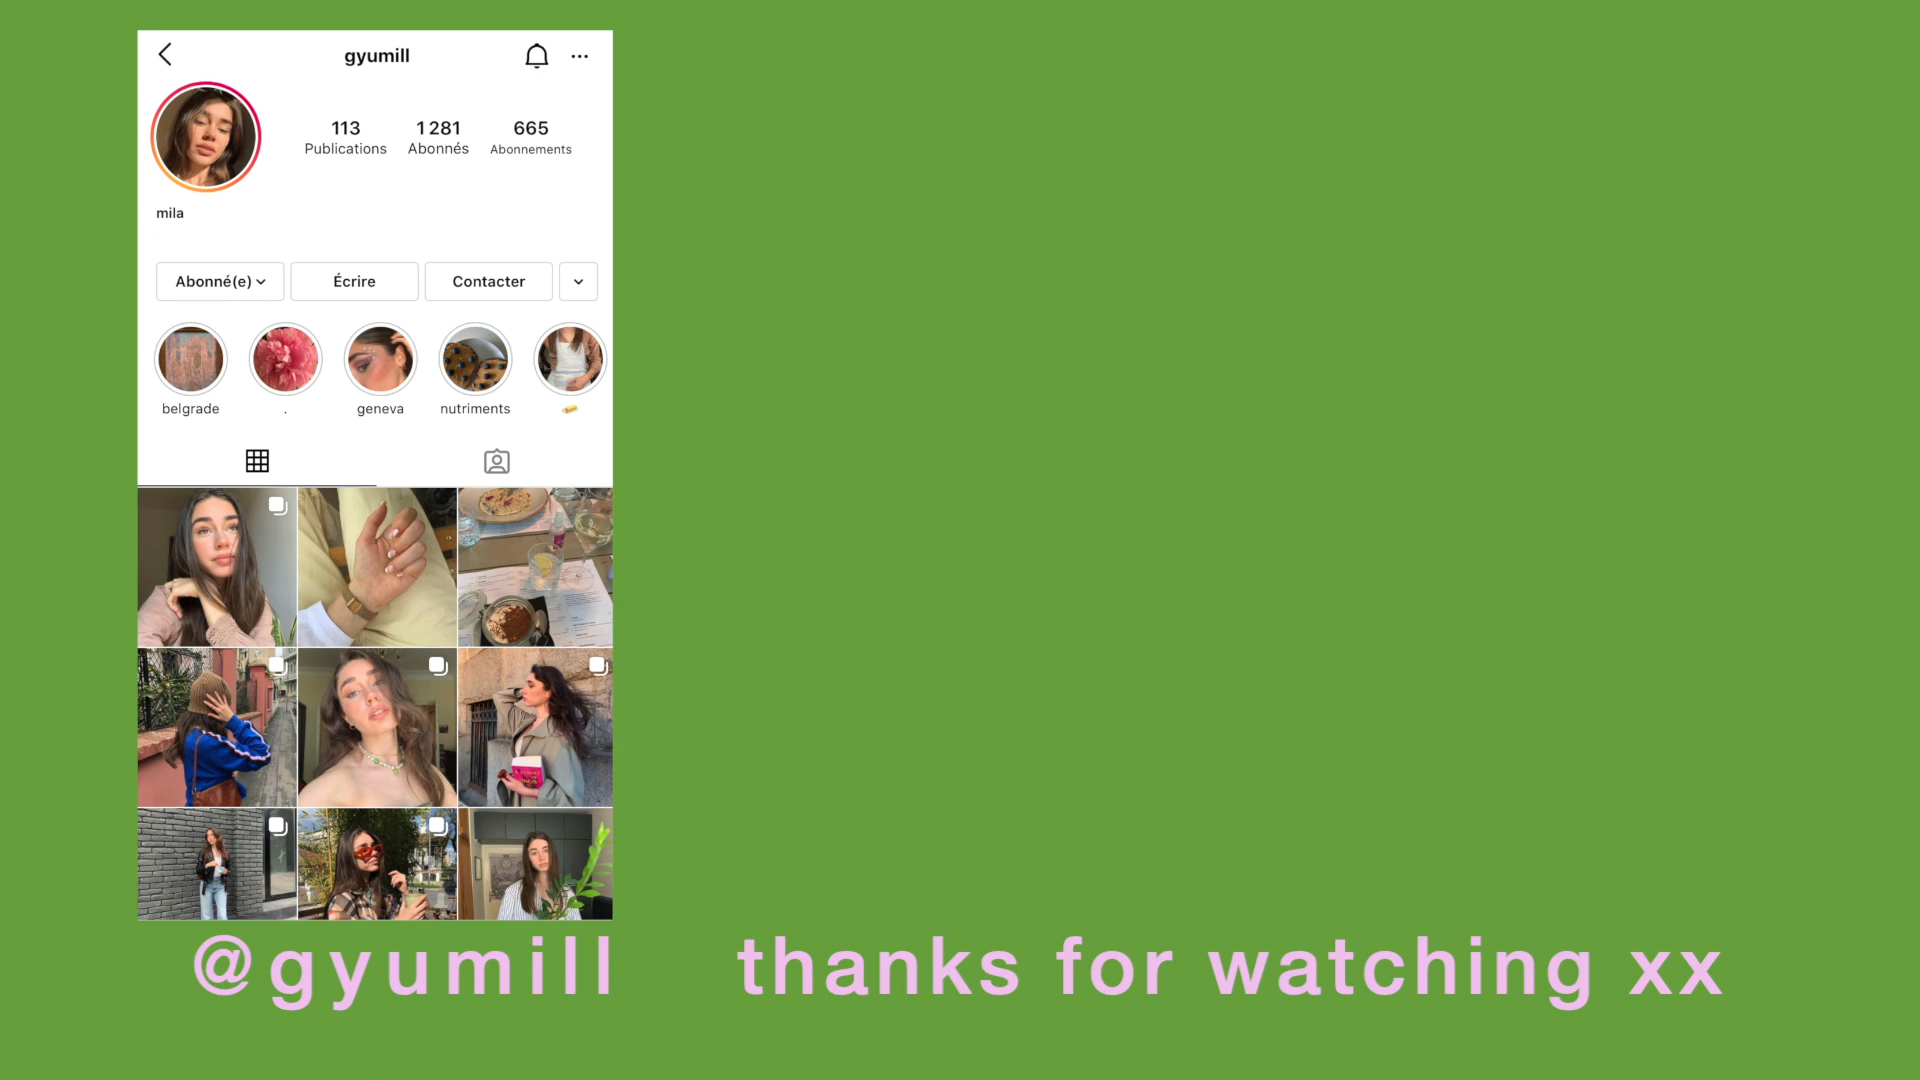 gyumill
113 1 281 665
Publications Abonnés Abonnements
mila
Abonné(e) Écrire Contacter
belgrade . geneva nutriments
@gyumill thanks for watching xx